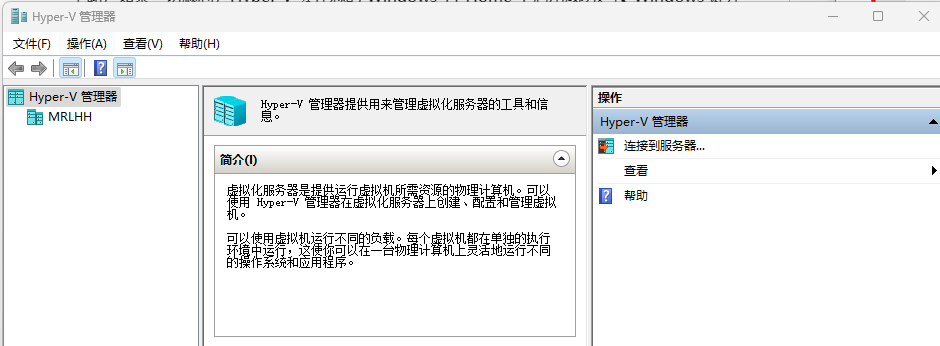 Hyper-V 管理器
文件(F) 操作(A) 查看(V) 帮助(H)
Hyper-V 管理器
MRLHH
Hyper-V 管理器提供用来管理虚拟化服务器的工具和信
息。
简介(I)
虚拟化服务器是提供运行虚拟机所需资源的物理计算机。可以
使用 Hyper-V 管理器在虚拟化服务器上创建、配置和管理虚拟
机。
可以使用虚拟机运行不同的负载。每个虚拟机都在单独的执行
环境中运行，这使你可以在一台物理计算机上灵活地运行不同
的操作系统和应用程序。
操作
Hyper-V 管理器
连接到服务器...
查看
帮助